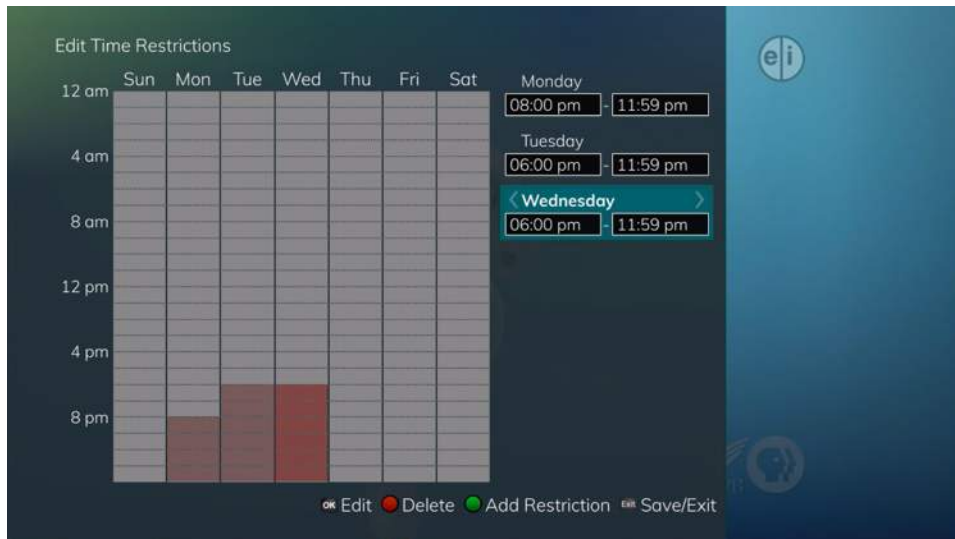 Edit Time Restrictions
Sun Mon Tue Wed Thu Fri Sat
12 am
4 am
8 am
12 pm
4 pm
8 pm
Monday
08:00 pm - 11:59 pm
Tuesday
06:00 pm - 11:59 pm
Wednesday
06:00 pm - 11:59 pm
e i
OK Edit Delete Add Restriction Exit Save/Exit